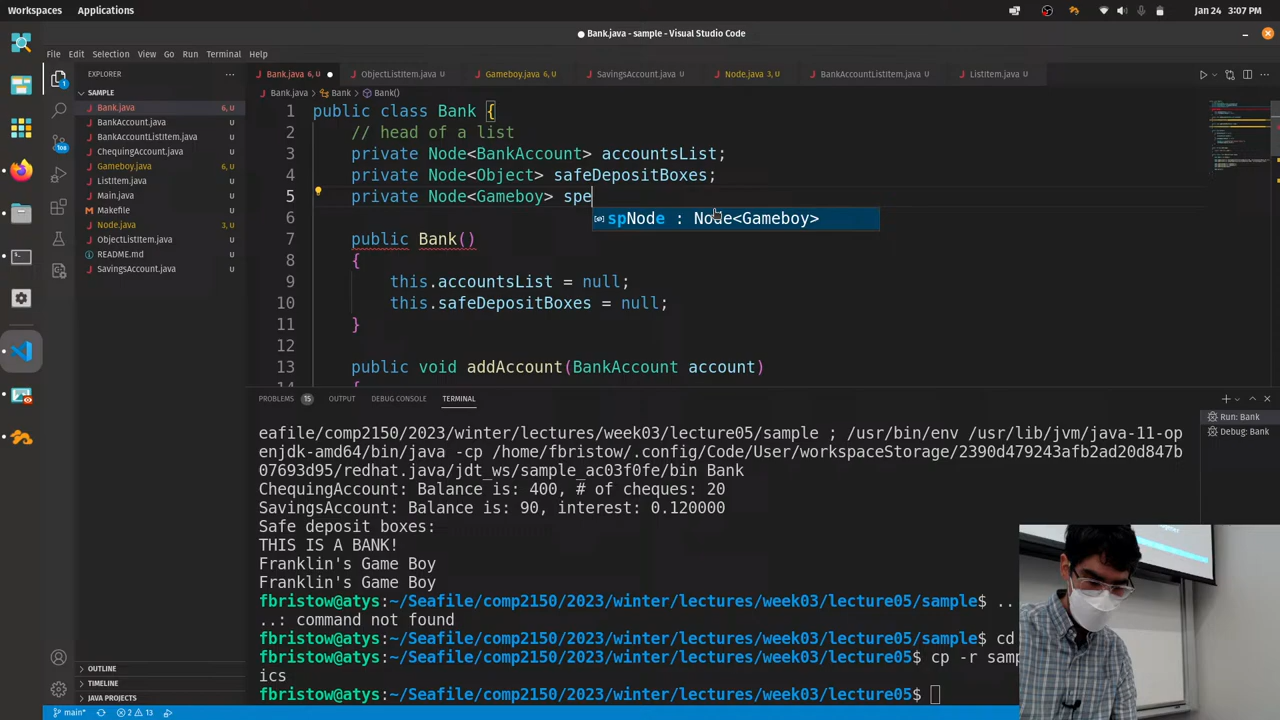 Workspaces Applications Jan 24 3:07 PM
● Bank.java - sample - Visual Studio Code
File Edit Selection View Go Run Terminal Help
EXPLORER ···
Bank.java 6, U ●
ObjectListItem.java U
Gameboy.java 6, U
SavingsAccount.java U
Node.java 3, U
BankAccountListItem.java U
ListItem.java U
SAMPLE
Bank.java 6, U
BankAccount.java U
BankAccountListItem.java U
ChequingAccount.java U
Gameboy.java 6, U
ListItem.java U
Main.java U
Makefile U
Node.java 3, U
ObjectListItem.java U
README.md U
SavingsAccount.java U
OUTLINE
TIMELINE
JAVA PROJECTS
Bank.java > Bank > Bank()
1 public class Bank {
2 // head of a list
3 private Node<BankAccount> accountsList;
4 private Node<Object> safeDepositBoxes;
5 private Node<Gameboy> spe
spNode : Node<Gameboy>
6
7 public Bank()
8 {
9 this.accountsList = null;
10 this.safeDepositBoxes = null;
11 }
12
13 public void addAccount(BankAccount account)
14 {
PROBLEMS 15 OUTPUT DEBUG CONSOLE TERMINAL
Run: Bank
Debug: Bank
eafile/comp2150/2023/winter/lectures/week03/lecture05/sample ; /usr/bin/env /usr/lib/jvm/java-11-op
enjdk-amd64/bin/java -cp /home/fbristow/.config/Code/User/workspaceStorage/2390d479243afb2ad20d847b
07693d95/redhat.java/jdt_ws/sample_ac03f0fe/bin Bank
ChequingAccount: Balance is: 400, # of cheques: 20
SavingsAccount: Balance is: 90, interest: 0.120000
Safe deposit boxes:
THIS IS A BANK!
Franklin's Game Boy
Franklin's Game Boy
fbristow@atys:~/Seafile/comp2150/2023/winter/lectures/week03/lecture05/sample$ ..
..: command not found
fbristow@atys:~/Seafile/comp2150/2023/winter/lectures/week03/lecture05/sample$ cd
fbristow@atys:~/Seafile/comp2150/2023/winter/lectures/week03/lecture05$ cp -r samp
ics
fbristow@atys:~/Seafile/comp2150/2023/winter/lectures/week03/lecture05$
main* 2 13